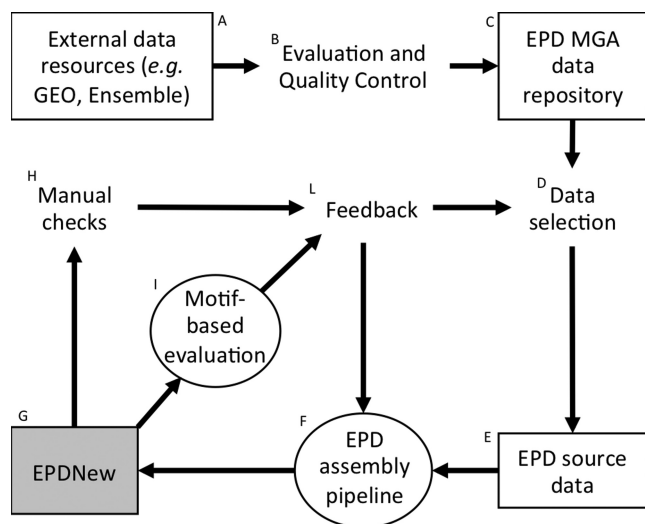 A
External data
resources (e.g.
GEO, Ensemble)
B
Evaluation and
Quality Control
C
EPD MGA
data
repository
H
Manual
checks
L
Feedback
D
Data
selection
I
Motif-
based
evaluation
G
EPDNew
F
EPD
assembly
pipeline
E
EPD source
data